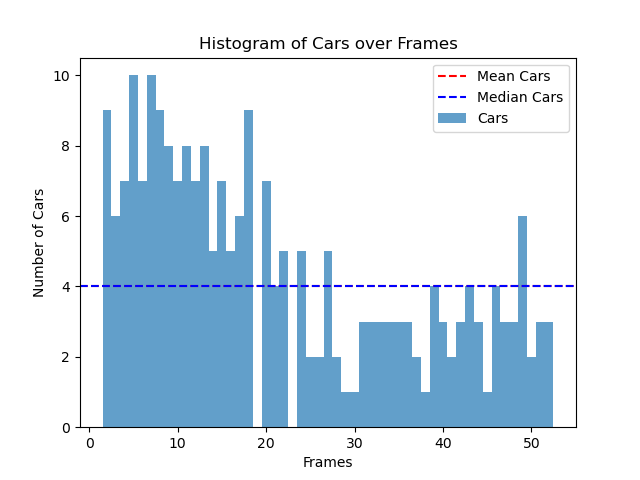 Histogram of Cars over Frames
Mean Cars
Median Cars
Cars
Number of Cars
10
8
6
4
2
0
0 10 20 30 40 50
Frames